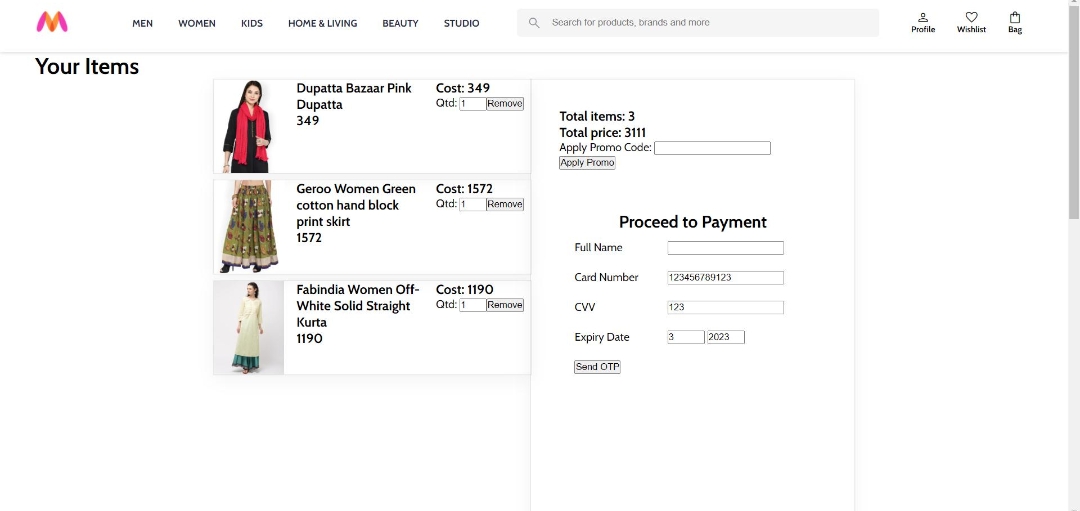 MEN WOMEN KIDS HOME & LIVING BEAUTY STUDIO Search for products, brands and more Profile Wishlist Bag
Your Items
Dupatta Bazaar Pink
Dupatta
349
Cost: 349
Qtd: 1 Remove
Geroo Women Green
cotton hand block
print skirt
1572
Cost: 1572
Qtd: 1 Remove
Fabindia Women Off-
White Solid Straight
Kurta
1190
Cost: 1190
Qtd: 1 Remove
Total items: 3
Total price: 3111
Apply Promo Code:
Apply Promo
Proceed to Payment
Full Name
Card Number 123456789123
CVV 123
Expiry Date 3 2023
Send OTP